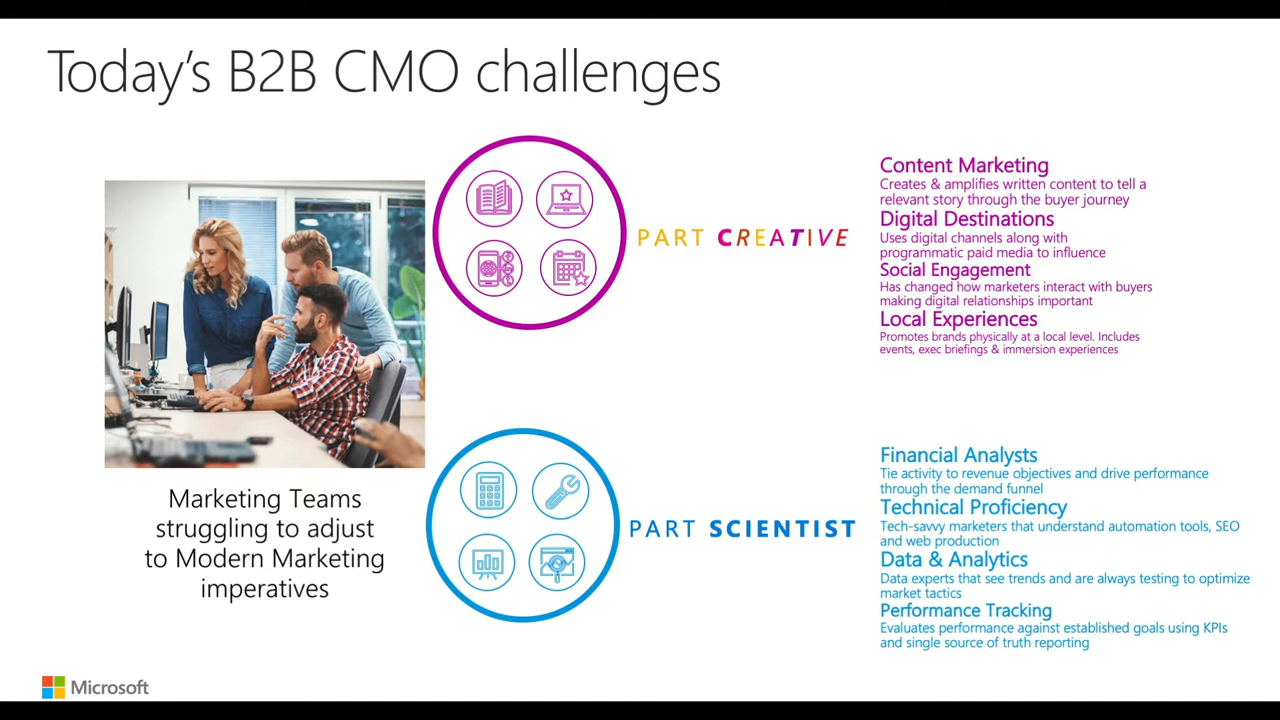 Today's B2B CMO challenges
Marketing Teams
struggling to adjust
to Modern Marketing
imperatives
PART CREATIVE
Content Marketing
Creates & amplifies written content to tell a
relevant story through the buyer journey
Digital Destinations
Uses digital channels along with
programmatic paid media to influence
Social Engagement
Has changed how marketers interact with buyers
making digital relationships important
Local Experiences
Promotes brands physically at a local level. Includes
events, exec briefings & immersion experiences
PART SCIENTIST
Financial Analysts
Tie activity to revenue objectives and drive performance
through the demand funnel
Technical Proficiency
Tech-savvy marketers that understand automation tools, SEO
and web production
Data & Analytics
Data experts that see trends and are always testing to optimize
market tactics
Performance Tracking
Evaluates performance against established goals using KPIs
and single source of truth reporting
Microsoft